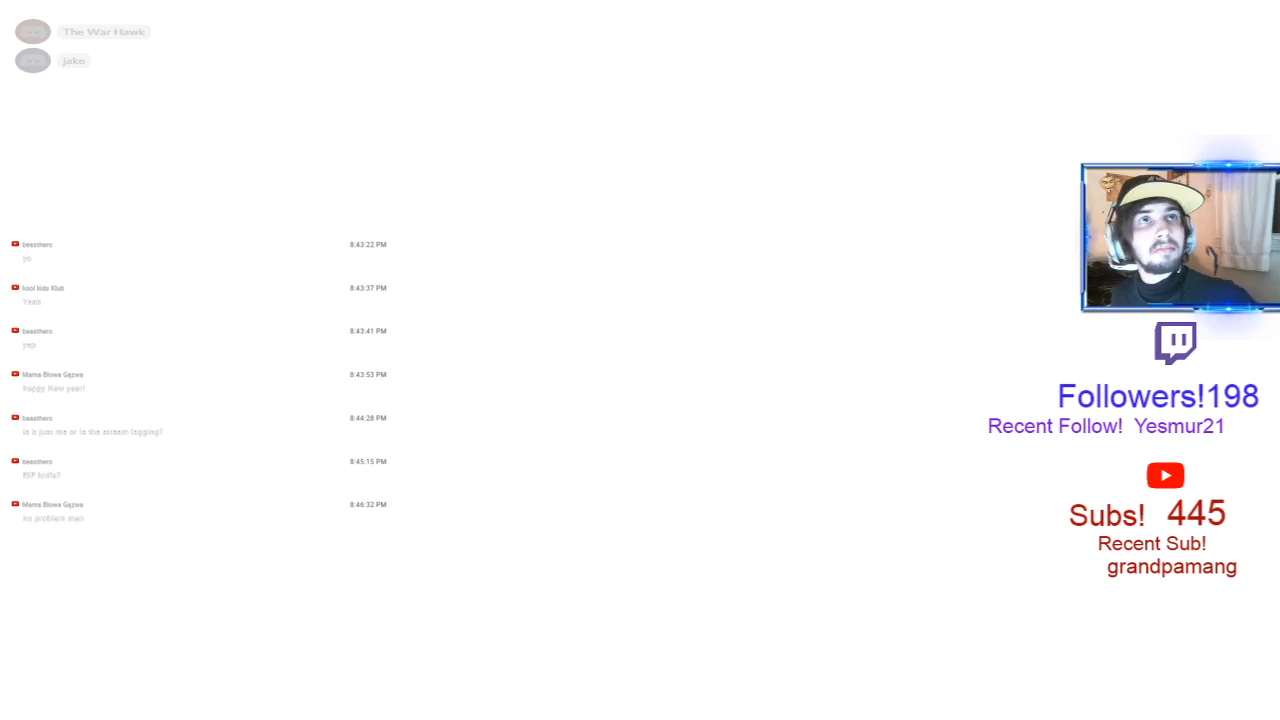 The War Hawk
jake
beasthero 8:43:22 PM
yo
kool kids Klub 8:43:37 PM
Yeah
beasthero 8:43:41 PM
yep
Mama Blowa Gazwa 8:43:53 PM
happy New year!
beasthero 8:44:28 PM
is it just me or is the stream lagging?
beasthero 8:45:15 PM
RIP knife?
Mama Blowa Gazwa 8:46:32 PM
no problem men
Followers!198
Recent Follow! Yesmur21
Subs! 445
Recent Sub!
grandpamang